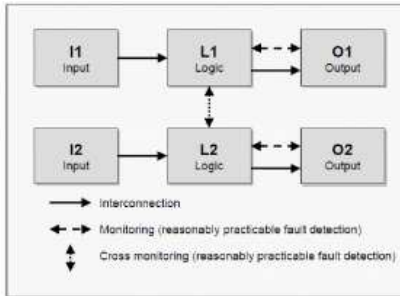 I1
Input
L1
Logic
O1
Output
I2
Input
L2
Logic
O2
Output
Interconnection
Monitoring (reasonably practicable fault detection)
Cross monitoring (reasonably practicable fault detection)